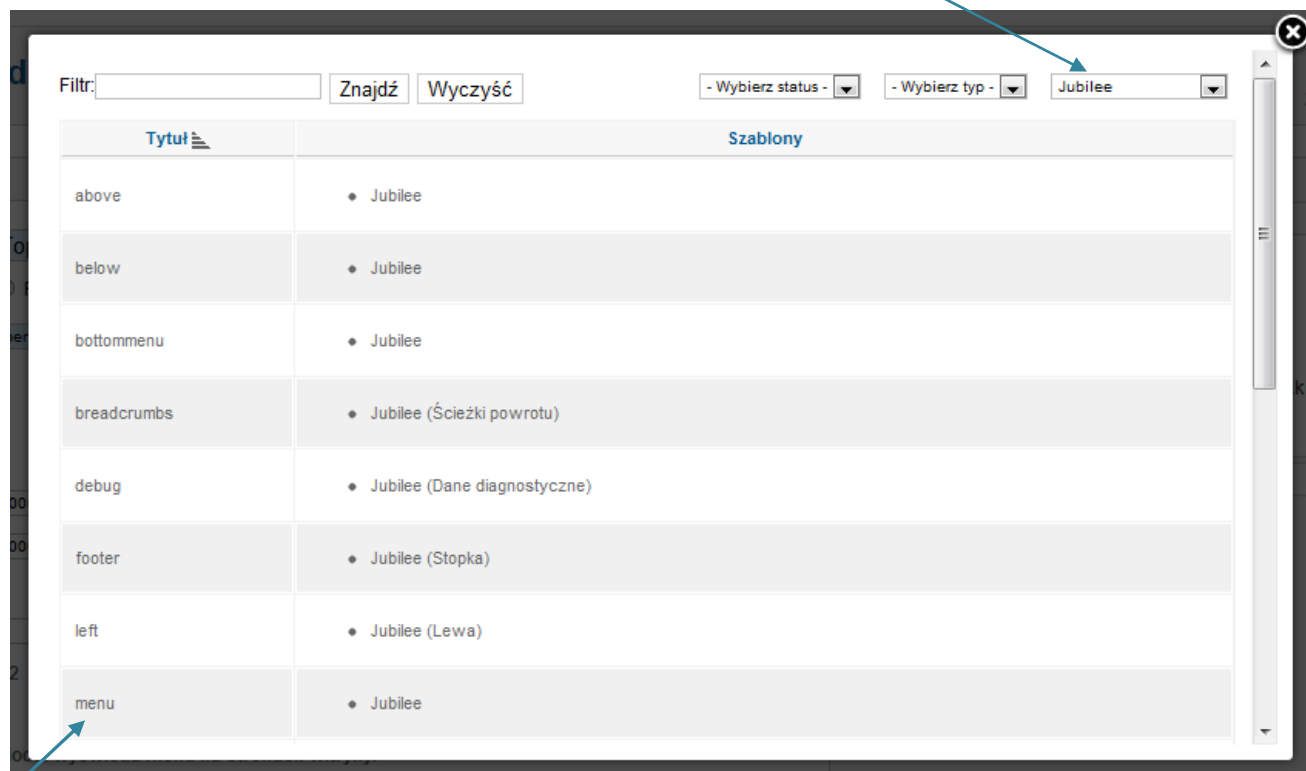 Filtr: Znajdź Wyczyść - Wybierz status - - Wybierz typ - Jubilee
Tytuł Szablony
above • Jubilee
below • Jubilee
bottommenu • Jubilee
breadcrumbs • Jubilee (Ścieżki powrotu)
debug • Jubilee (Dane diagnostyczne)
footer • Jubilee (Stopka)
left • Jubilee (Lewa)
menu • Jubilee